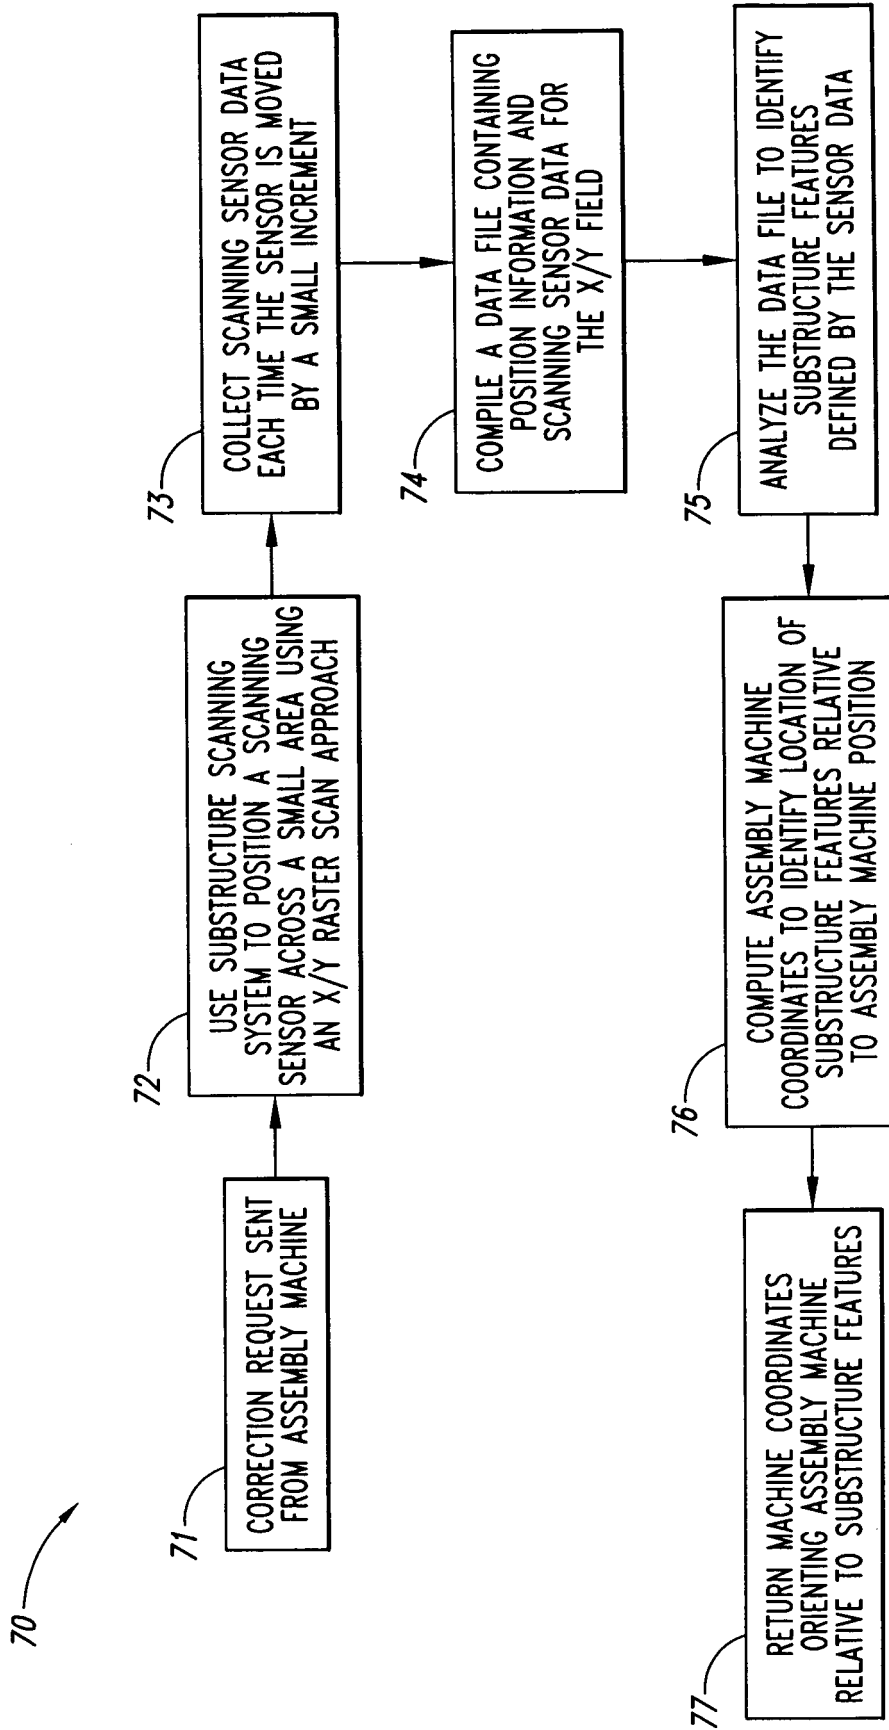 70
71
CORRECTION REQUEST SENT
FROM ASSEMBLY MACHINE
72
USE SUBSTRUCTURE SCANNING
SYSTEM TO POSITION A SCANNING
SENSOR ACROSS A SMALL AREA USING
AN X/Y RASTER SCAN APPROACH
73
COLLECT SCANNING SENSOR DATA
EACH TIME THE SENSOR IS MOVED
BY A SMALL INCREMENT
74
COMPILE A DATA FILE CONTAINING
POSITION INFORMATION AND
SCANNING SENSOR DATA FOR
THE X/Y FIELD
75
ANALYZE THE DATA FILE TO IDENTIFY
SUBSTRUCTURE FEATURES
DEFINED BY THE SENSOR DATA
76
COMPUTE ASSEMBLY MACHINE
COORDINATES TO IDENTIFY LOCATION OF
SUBSTRUCTURE FEATURES RELATIVE
TO ASSEMBLY MACHINE POSITION
77
RETURN MACHINE COORDINATES
ORIENTING ASSEMBLY MACHINE
RELATIVE TO SUBSTRUCTURE FEATURES